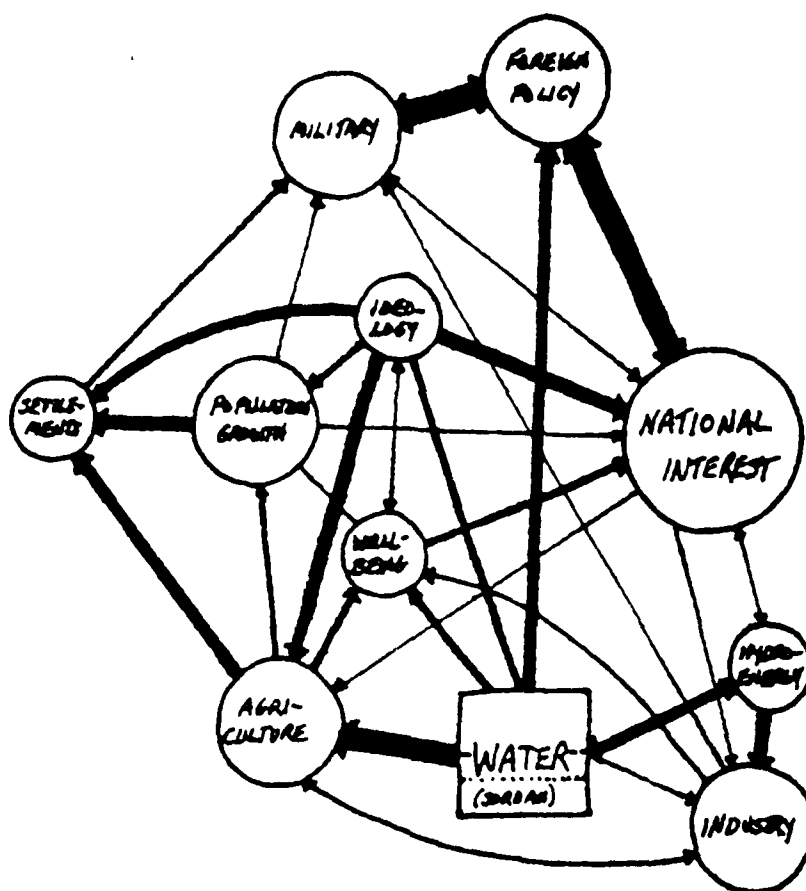 FOREIGN
POLICY
MILITARY
IDEO-
LOGY
SETTLE-
MENTS
POPULATION
GROWTH
NATIONAL
INTEREST
WELL-
BEING
HYDRO-
ENERGY
AGRI-
CULTURE
WATER
(JORDAN)
INDUSTRY